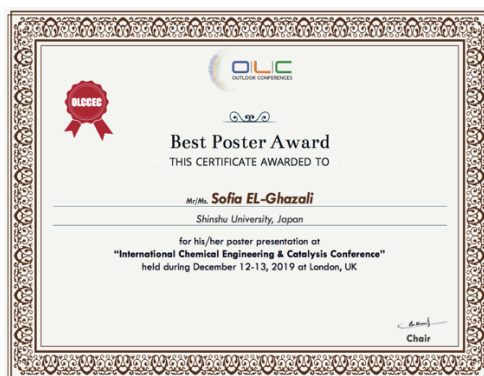 OLC
OUTLOOK CONFERENCES
OLCCEC
Best Poster Award
THIS CERTIFICATE AWARDED TO
Mr/Ms. Sofia EL-Ghazali
Shinshu University, Japan
for his/her poster presentation at
"International Chemical Engineering & Catalysis Conference"
held during December 12-13, 2019 at London, UK
Chair